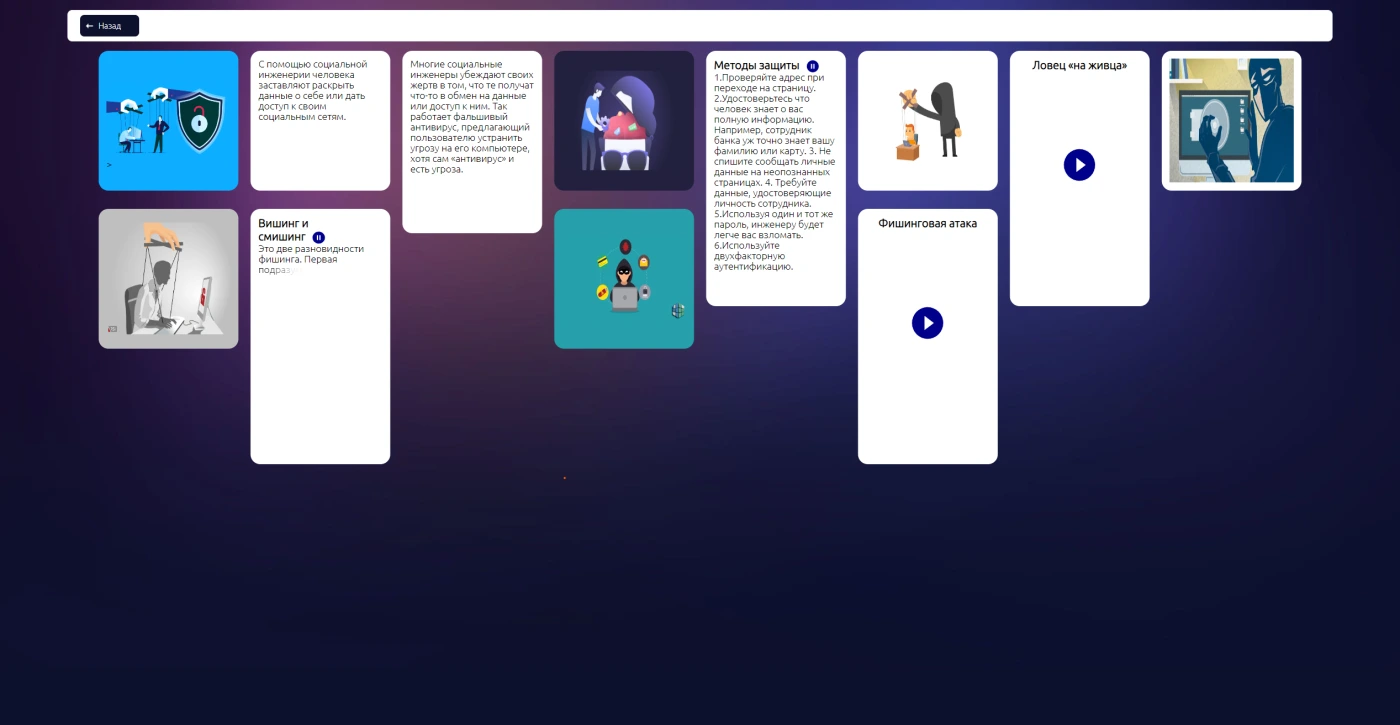 Назад
>
С помощью социальной
инженерии человека
заставляют раскрыть
данные о себе или дать
доступ к своим
социальным сетям.
Многие социальные
инженеры убеждают своих
жертв в том, что те получат
что-то в обмен на данные
или доступ к ним. Так
работает фальшивый
антивирус, предлагающий
пользователю устранить
угрозу на его компьютере,
хотя сам «антивирус» и
есть угроза.
Методы защиты
1.Проверяйте адрес при
переходе на страницу.
2.Удостоверьтесь что
человек знает о вас
полную информацию.
Например, сотрудник
банка уж точно знает вашу
фамилию или карту. 3. Не
спишите сообщать личные
данные на неопознанных
страницах. 4. Требуйте
данные, удостоверяющие
личность сотрудника.
5.Используя один и тот же
пароль, инженеру будет
легче вас взломать.
6.Используйте
двухфакторную
аутентификацию.
Ловец «на живца»
Вишинг и
смишинг
Это две разновидности
фишинга. Первая
подраз
Фишинговая атака